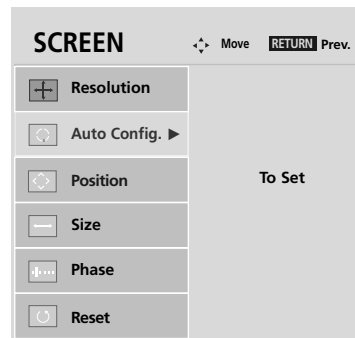 SCREEN Move RETURN Prev.
Resolution
Auto Config. ►
Position To Set
Size
Phase
Reset